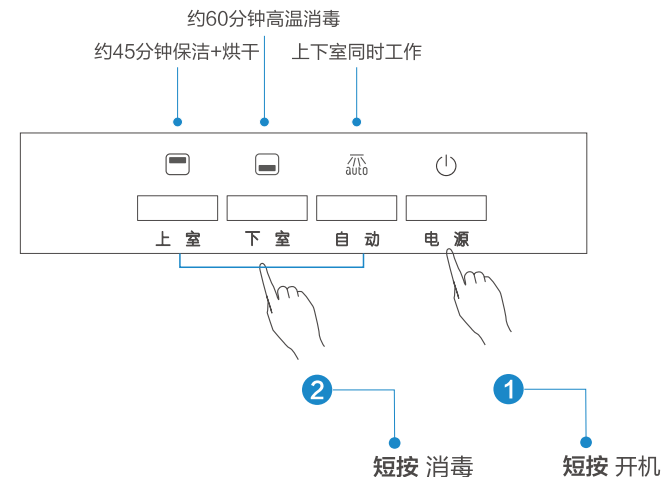 约60分钟高温消毒
约45分钟保洁+烘干 上下室同时工作
auto
上室 下室 自动 电源
2 1
短按 消毒 短按 开机